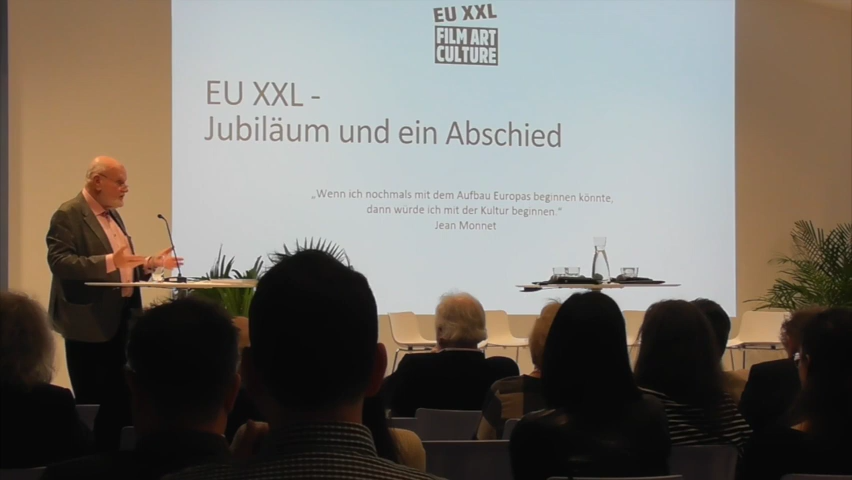 EU XXL
FILM ART
CULTURE
EU XXL -
Jubiläum und ein Abschied
„Wenn ich nochmals mit dem Aufbau Europas beginnen könnte,
dann würde ich mit der Kultur beginnen.“
Jean Monnet